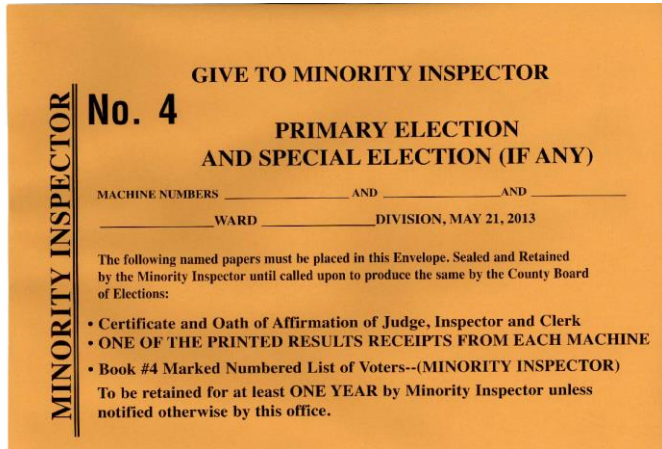 GIVE TO MINORITY INSPECTOR
No. 4
PRIMARY ELECTION
AND SPECIAL ELECTION (IF ANY)
MACHINE NUMBERS ____________ AND ____________ AND ____________
____________ WARD ____________ DIVISION, MAY 21, 2013
The following named papers must be placed in this Envelope. Sealed and Retained
by the Minority Inspector until called upon to produce the same by the County Board
of Elections:
• Certificate and Oath of Affirmation of Judge, Inspector and Clerk
• ONE OF THE PRINTED RESULTS RECEIPTS FROM EACH MACHINE
• Book #4 Marked Numbered List of Voters--(MINORITY INSPECTOR)
To be retained for at least ONE YEAR by Minority Inspector unless
notified otherwise by this office.
MINORITY INSPECTOR